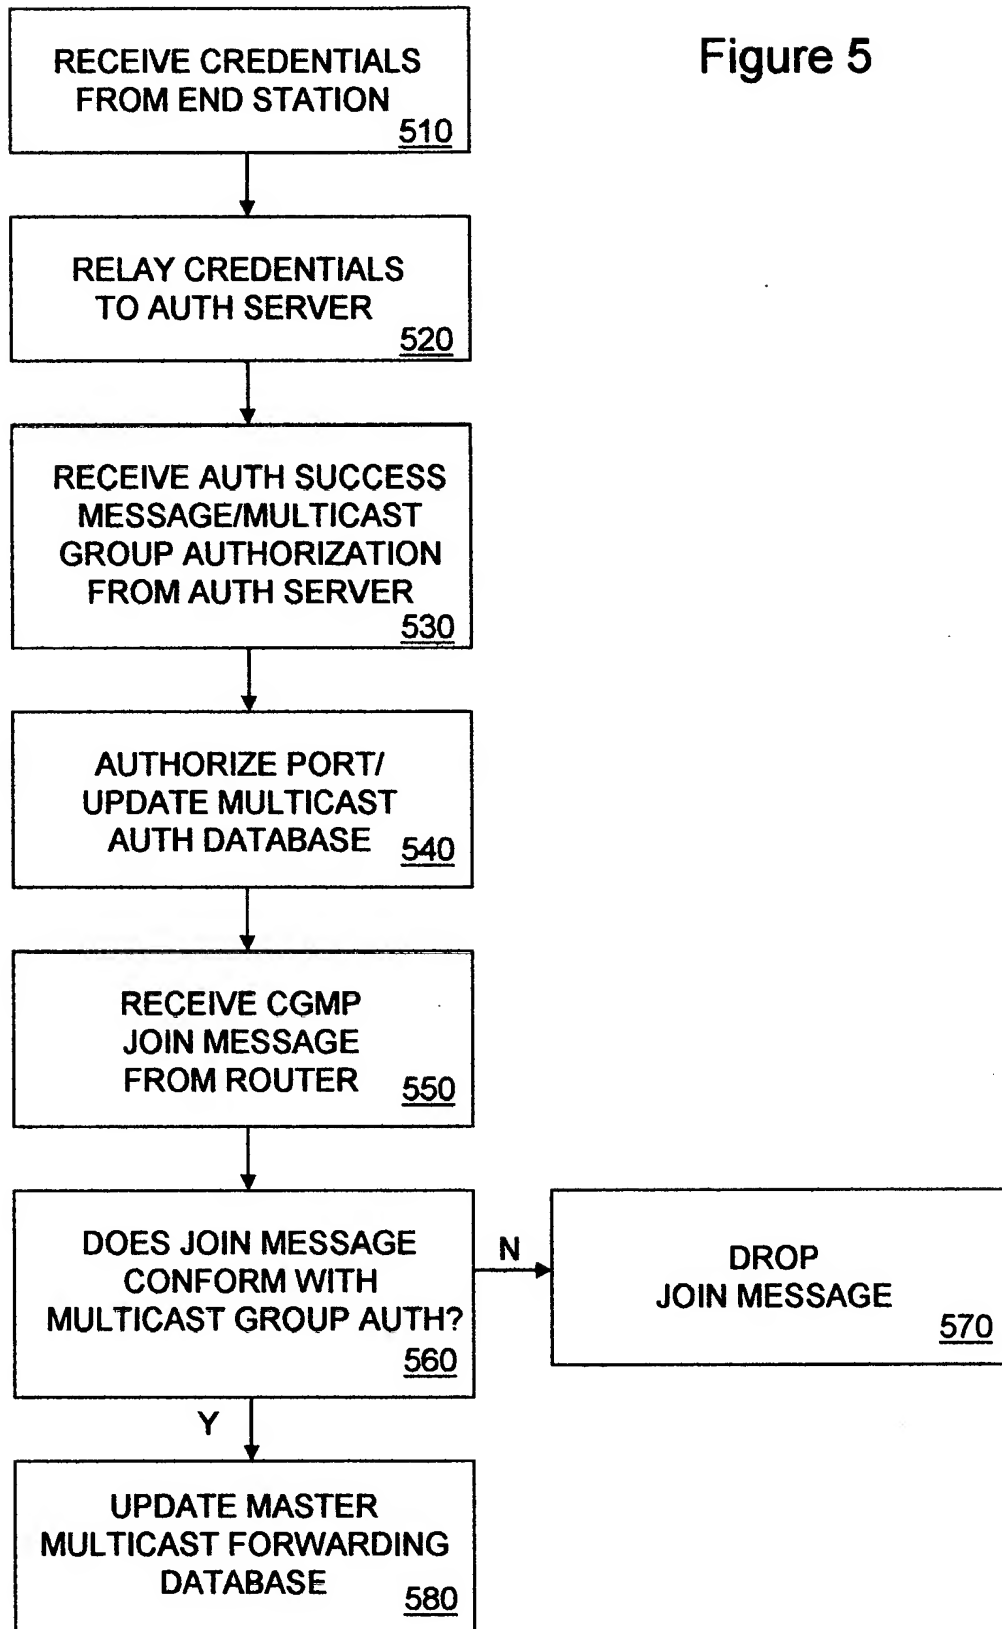 Figure 5
RECEIVE CREDENTIALS
FROM END STATION
510
RELAY CREDENTIALS
TO AUTH SERVER
520
RECEIVE AUTH SUCCESS
MESSAGE/MULTICAST
GROUP AUTHORIZATION
FROM AUTH SERVER
530
AUTHORIZE PORT/
UPDATE MULTICAST
AUTH DATABASE
540
RECEIVE CGMP
JOIN MESSAGE
FROM ROUTER
550
DOES JOIN MESSAGE
CONFORM WITH
MULTICAST GROUP AUTH?
560
N
DROP
JOIN MESSAGE
570
Y
UPDATE MASTER
MULTICAST FORWARDING
DATABASE
580